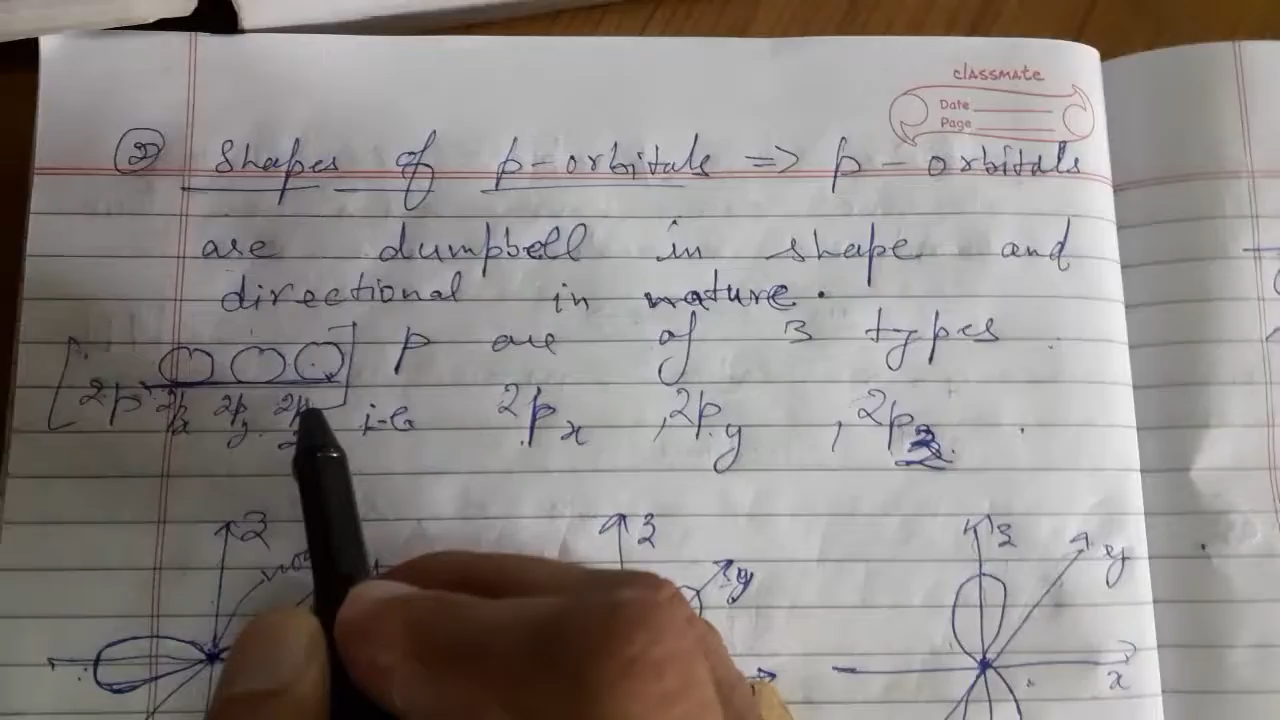 classmate
Date
Page
② Shapes of p-orbitals => p - orbitals
are dumpbell in shape and
directional in nature.
p are of 3 types
2p 2px 2py 2pz i.e 2px , 2py , 2pz
z z y z y
x